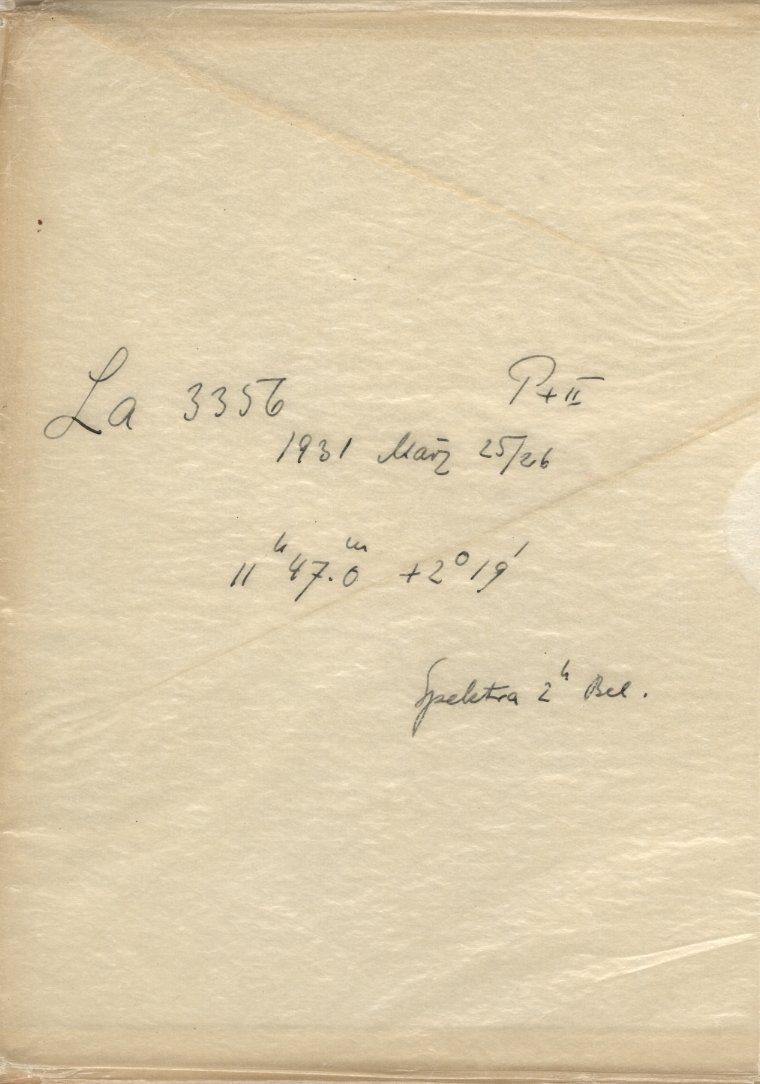 La 3356 P+II
1931 März 25/26
11ʰ 47.0ᵐ +2° 19′
Spektra 2ʰ Bel.